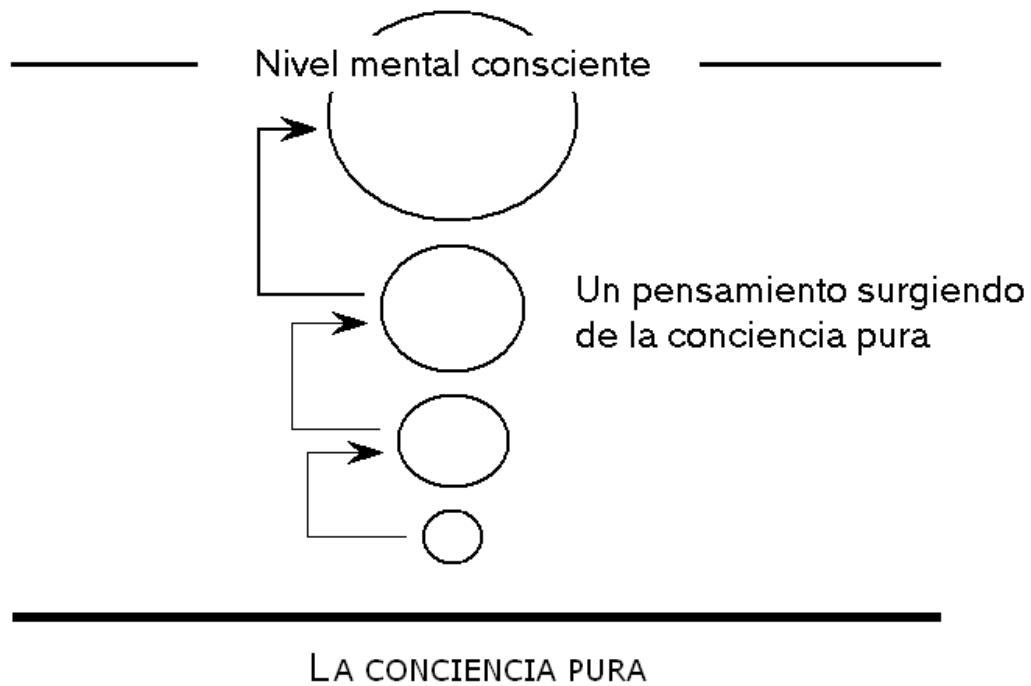 Nivel mental consciente
Un pensamiento surgiendo
de la conciencia pura
LA CONCIENCIA PURA